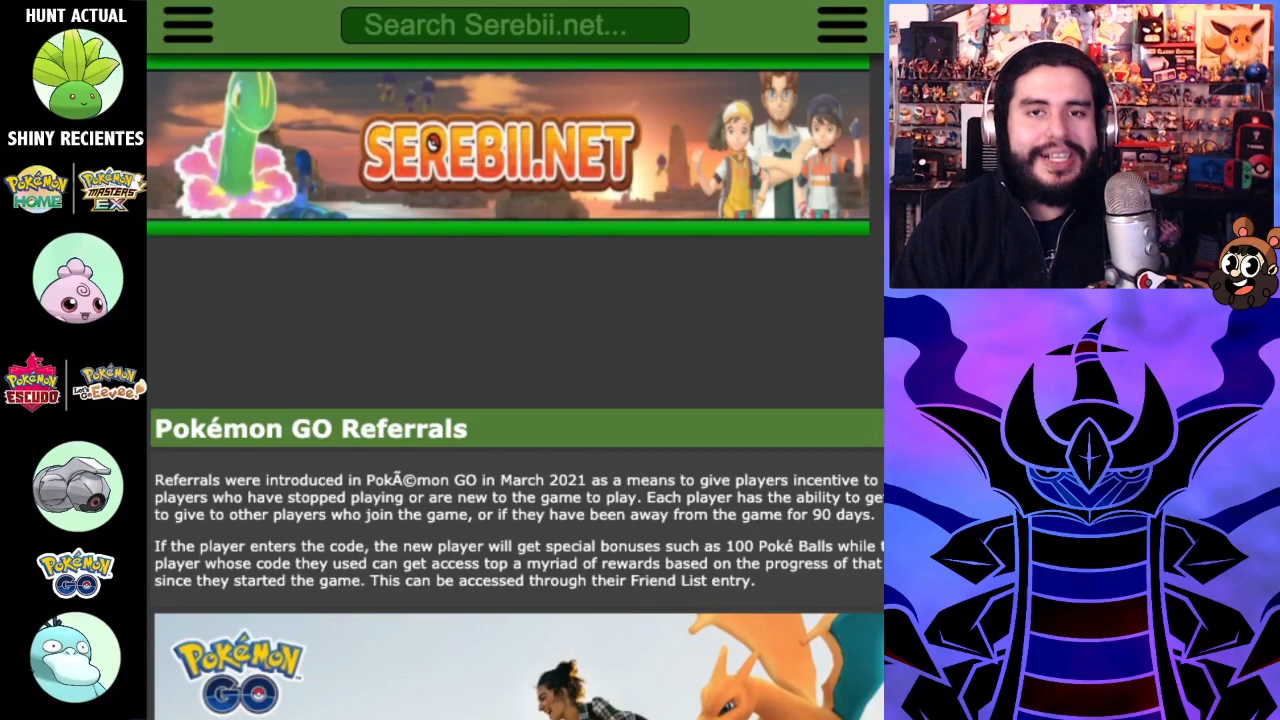 HUNT ACTUAL
SHINY RECIENTES
POKÉMON HOME
POKÉMON MASTERS EX
POKÉMON ESCUDO
POKÉMON Let's Go Eevee!
POKÉMON GO
Search Serebii.net...
SEREBII.NET
Pokémon GO Referrals
Referrals were introduced in PokÃ©mon GO in March 2021 as a means to give players incentive to
players who have stopped playing or are new to the game to play. Each player has the ability to ge
to give to other players who join the game, or if they have been away from the game for 90 days.
If the player enters the code, the new player will get special bonuses such as 100 Poké Balls while
player whose code they used can get access top a myriad of rewards based on the progress of that
since they started the game. This can be accessed through their Friend List entry.
POKÉMON GO